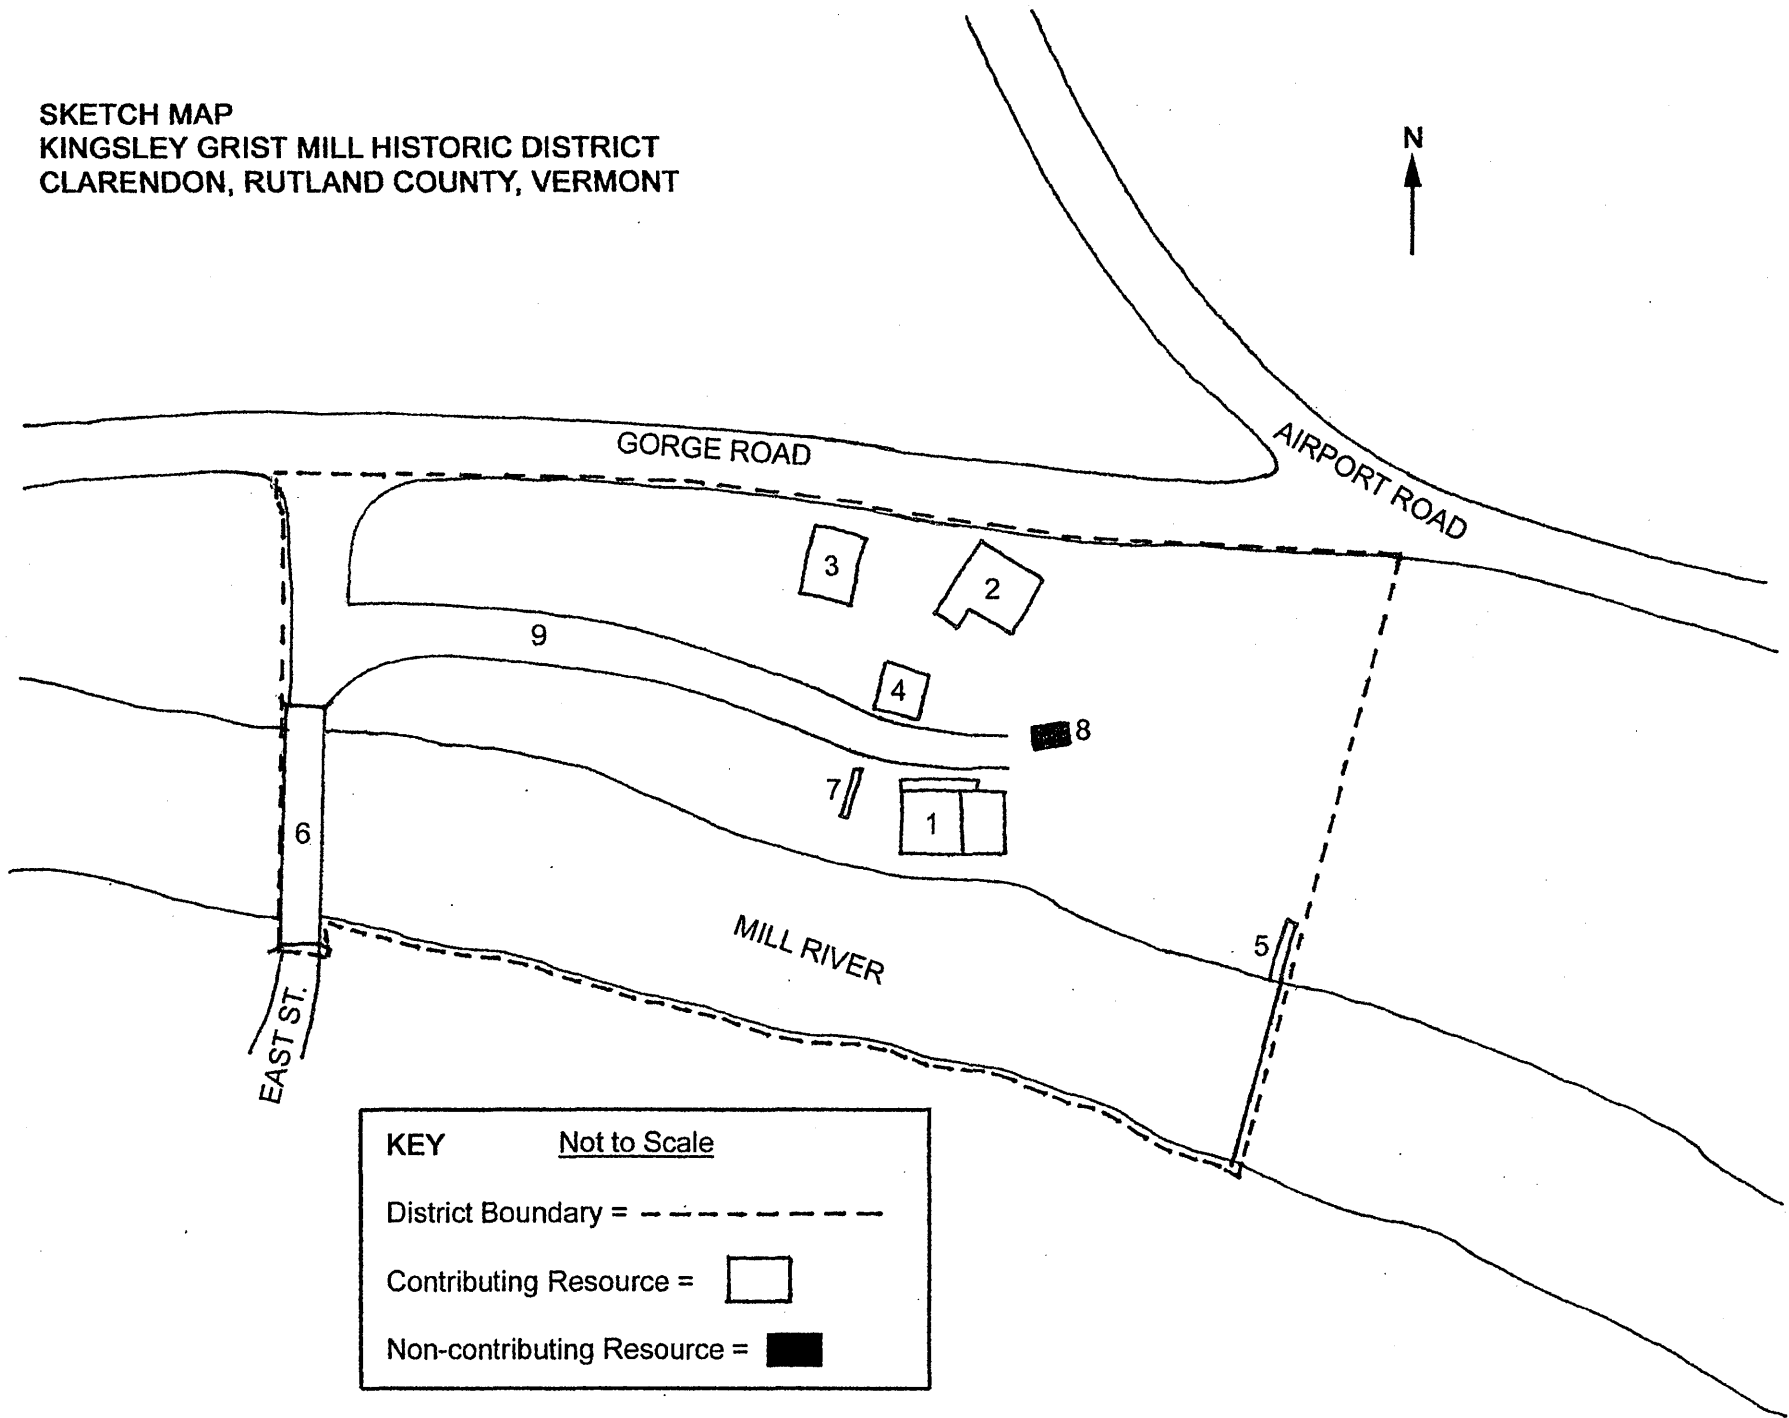 SKETCH MAP
KINGSLEY GRIST MILL HISTORIC DISTRICT
CLARENDON, RUTLAND COUNTY, VERMONT
N
GORGE ROAD
AIRPORT ROAD
3
2
9
4
8
7
1
6
5
MILL RIVER
EAST ST.
KEY Not to Scale
District Boundary =
Contributing Resource =
Non-contributing Resource =